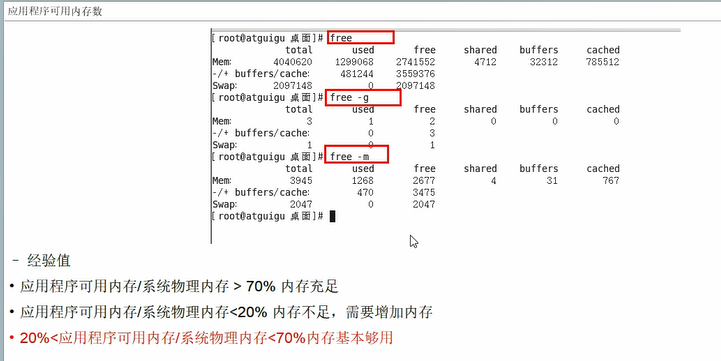 应用程序可用内存数
[root@atguigu 桌面]# free
total used free shared buffers cached
Mem: 4040620 1299068 2741552 4712 32312 785512
-/+ buffers/cache: 481244 3559376
Swap: 2097148 0 2097148
[root@atguigu 桌面]# free -g
total used free shared buffers cached
Mem: 3 1 2 0 0 0
-/+ buffers/cache: 0 3
Swap: 1 0 1
[root@atguigu 桌面]# free -m
total used free shared buffers cached
Mem: 3945 1268 2677 4 31 767
-/+ buffers/cache: 470 3475
Swap: 2047 0 2047
[root@atguigu 桌面]#
– 经验值
• 应用程序可用内存/系统物理内存 > 70% 内存充足
• 应用程序可用内存/系统物理内存<20% 内存不足，需要增加内存
• 20%<应用程序可用内存/系统物理内存<70%内存基本够用